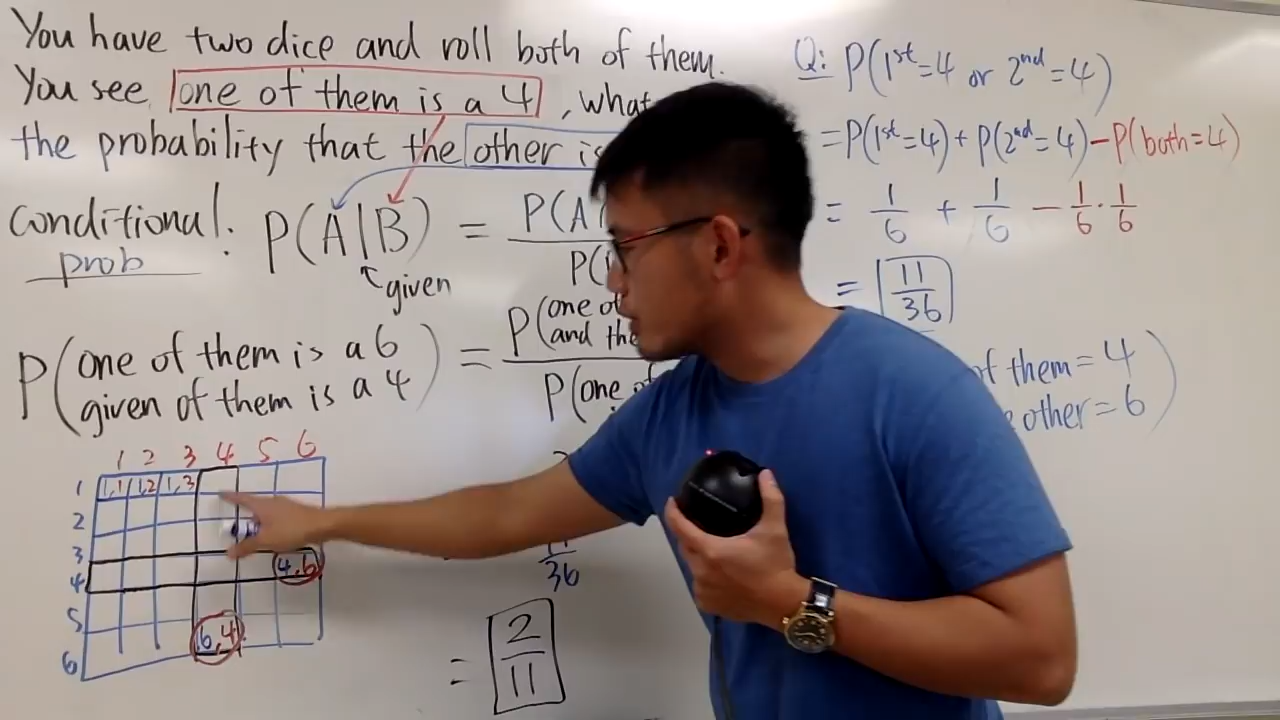 You have two dice and roll both of them.
You see one of them is a 4, what
the probability that the other is
conditional: P(A|B) = P(A
prob
P(
↑given
P(one of them is a 6
given of them is a 4) = P(one of
and the
P(one of
1 2 3 4 5 6
1 1,1 1,2 1,3
2
3
4 4,6
5
6 6,4
36
= 2/11
Q: P(1st=4 or 2nd=4)
= P(1st=4) + P(2nd=4) - P(both=4)
= 1/6 + 1/6 - 1/6 · 1/6
= 11/36
of them = 4
other = 6)